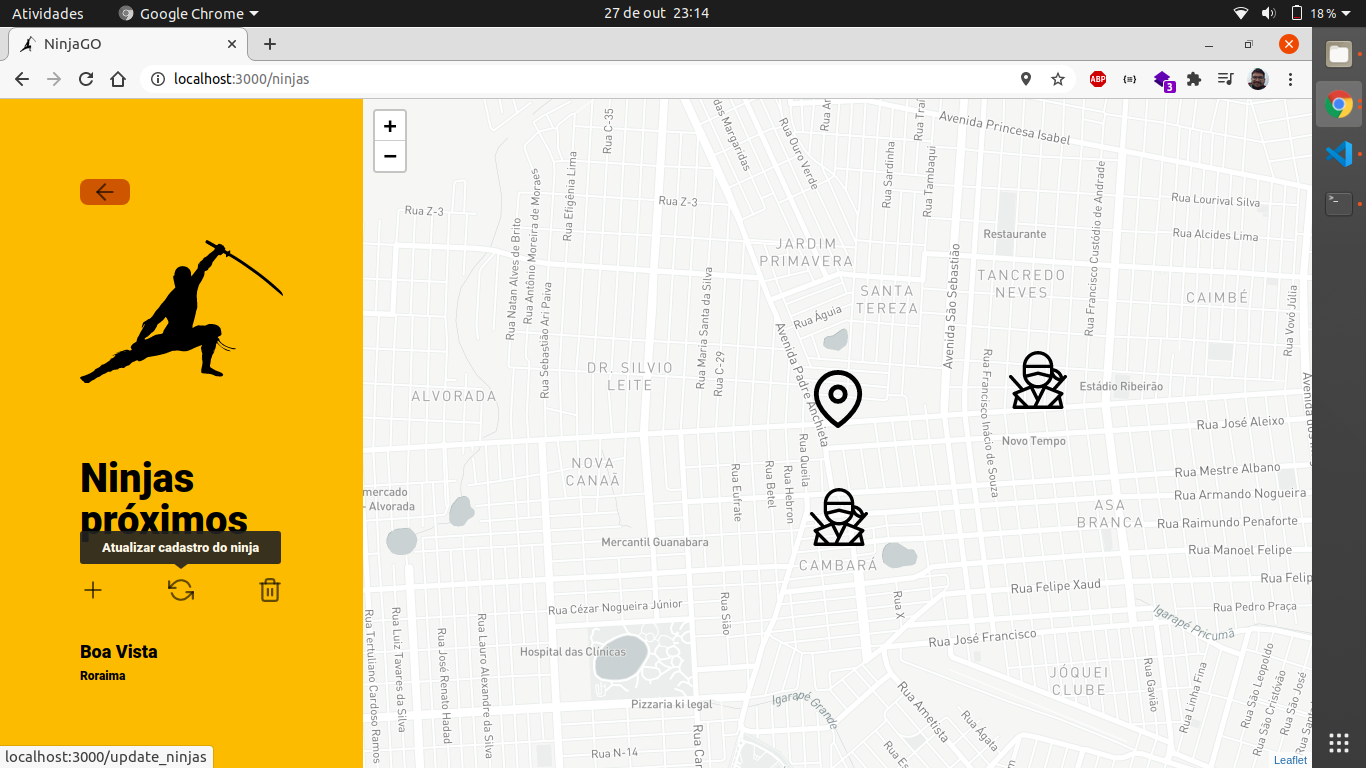 Atividades
Google Chrome
27 de out 23:14
18 %
NinjaGO
localhost:3000/ninjas
ABP
3
Ninjas
próximos
Atualizar cadastro do ninja
Boa Vista
Roraima
localhost:3000/update_ninjas
+
−
Rua C-35
das Margaridas
Rua Ouro Verde
Avenida Princesa Isabel
Rua Efigênia Lima
Rua Z-3
Rua Z-3
Rua Sardinha
Rua Tambaqui
Rua Lourival Silva
Rua Alcides Lima
Restaurante
JARDIM
PRIMAVERA
Rua Natan Alves de Brito
Rua Antônio Moreira de Moraes
Rua Sebastião Ari Paiva
Rua Maria Santa da Silva
Rua C-29
SANTA
TEREZA
Rua Águia
Avenida São Sebastião
TANCREDO
NEVES
Rua Francisco Custódio de Andrade
CAIMBÉ
Rua Vovó Júlia
Avenida Padre Anchieta
DR. SILVIO
LEITE
ALVORADA
Estádio Ribeirão
Rua Francisco Inácio de Souza
Rua José Aleixo
Novo Tempo
NOVA
CANAÃ
Rua Queila
Rua Eufrate
Rua Betel
Rua Hebron
Rua Mestre Albano
Rua Armando Nogueira
mercado
- Alvorada
ASA
BRANCA
Rua Raimundo Penaforte
Mercantil Guanabara
Rua Manoel Felipe
CAMBARÁ
Rua Felipe Xaud
Rua Felip
Rua Cézar Nogueira Júnior
Rua Sião
Rua X
Rua Pedro Praça
Igarapé Pricumã
Rua Tertuliano Cardoso Ramos
Rua Luiz Tavares da Silva
Rua José Renato Hadad
Rua Lauro Alexandre da Silva
Rua José Francisco
Hospital das Clínicas
JÓQUEI
CLUBE
Rua Gavião
Rua Linha Fina
Rua São Leopoldo
Rua São Cristóvão
Rua São José
Igarapé Grande
Pizzaria ki legal
Rua Ametista
Rua Ágata
Rua N-14
Leaflet